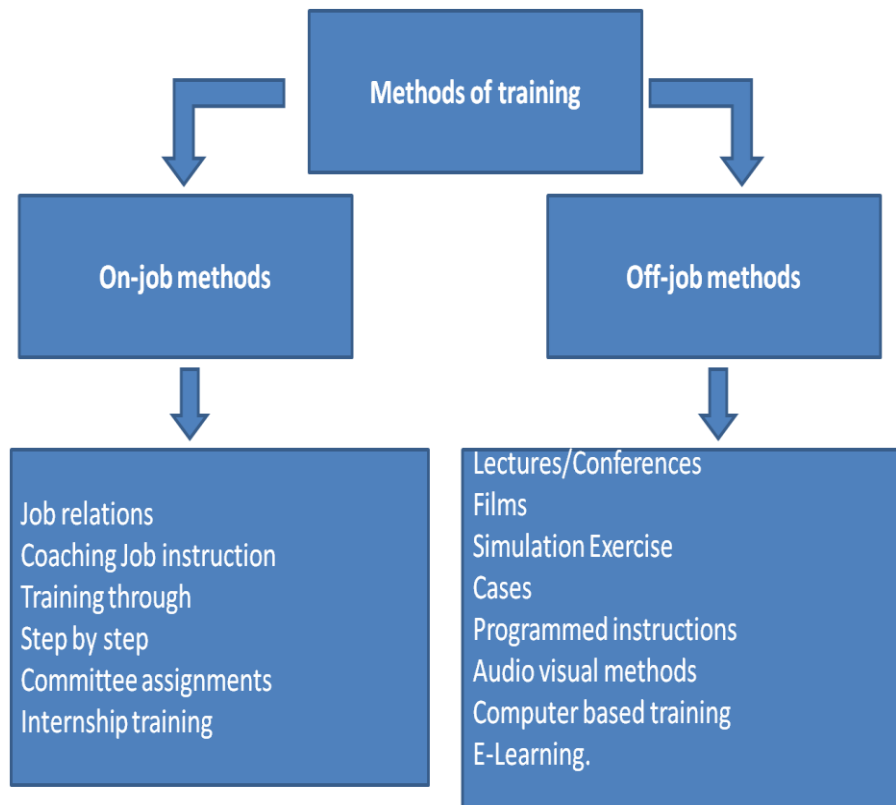 Methods of training
On-job methods
Off-job methods
Job relations
Coaching Job instruction
Training through
Step by step
Committee assignments
Internship training
Lectures/Conferences
Films
Simulation Exercise
Cases
Programmed instructions
Audio visual methods
Computer based training
E-Learning.